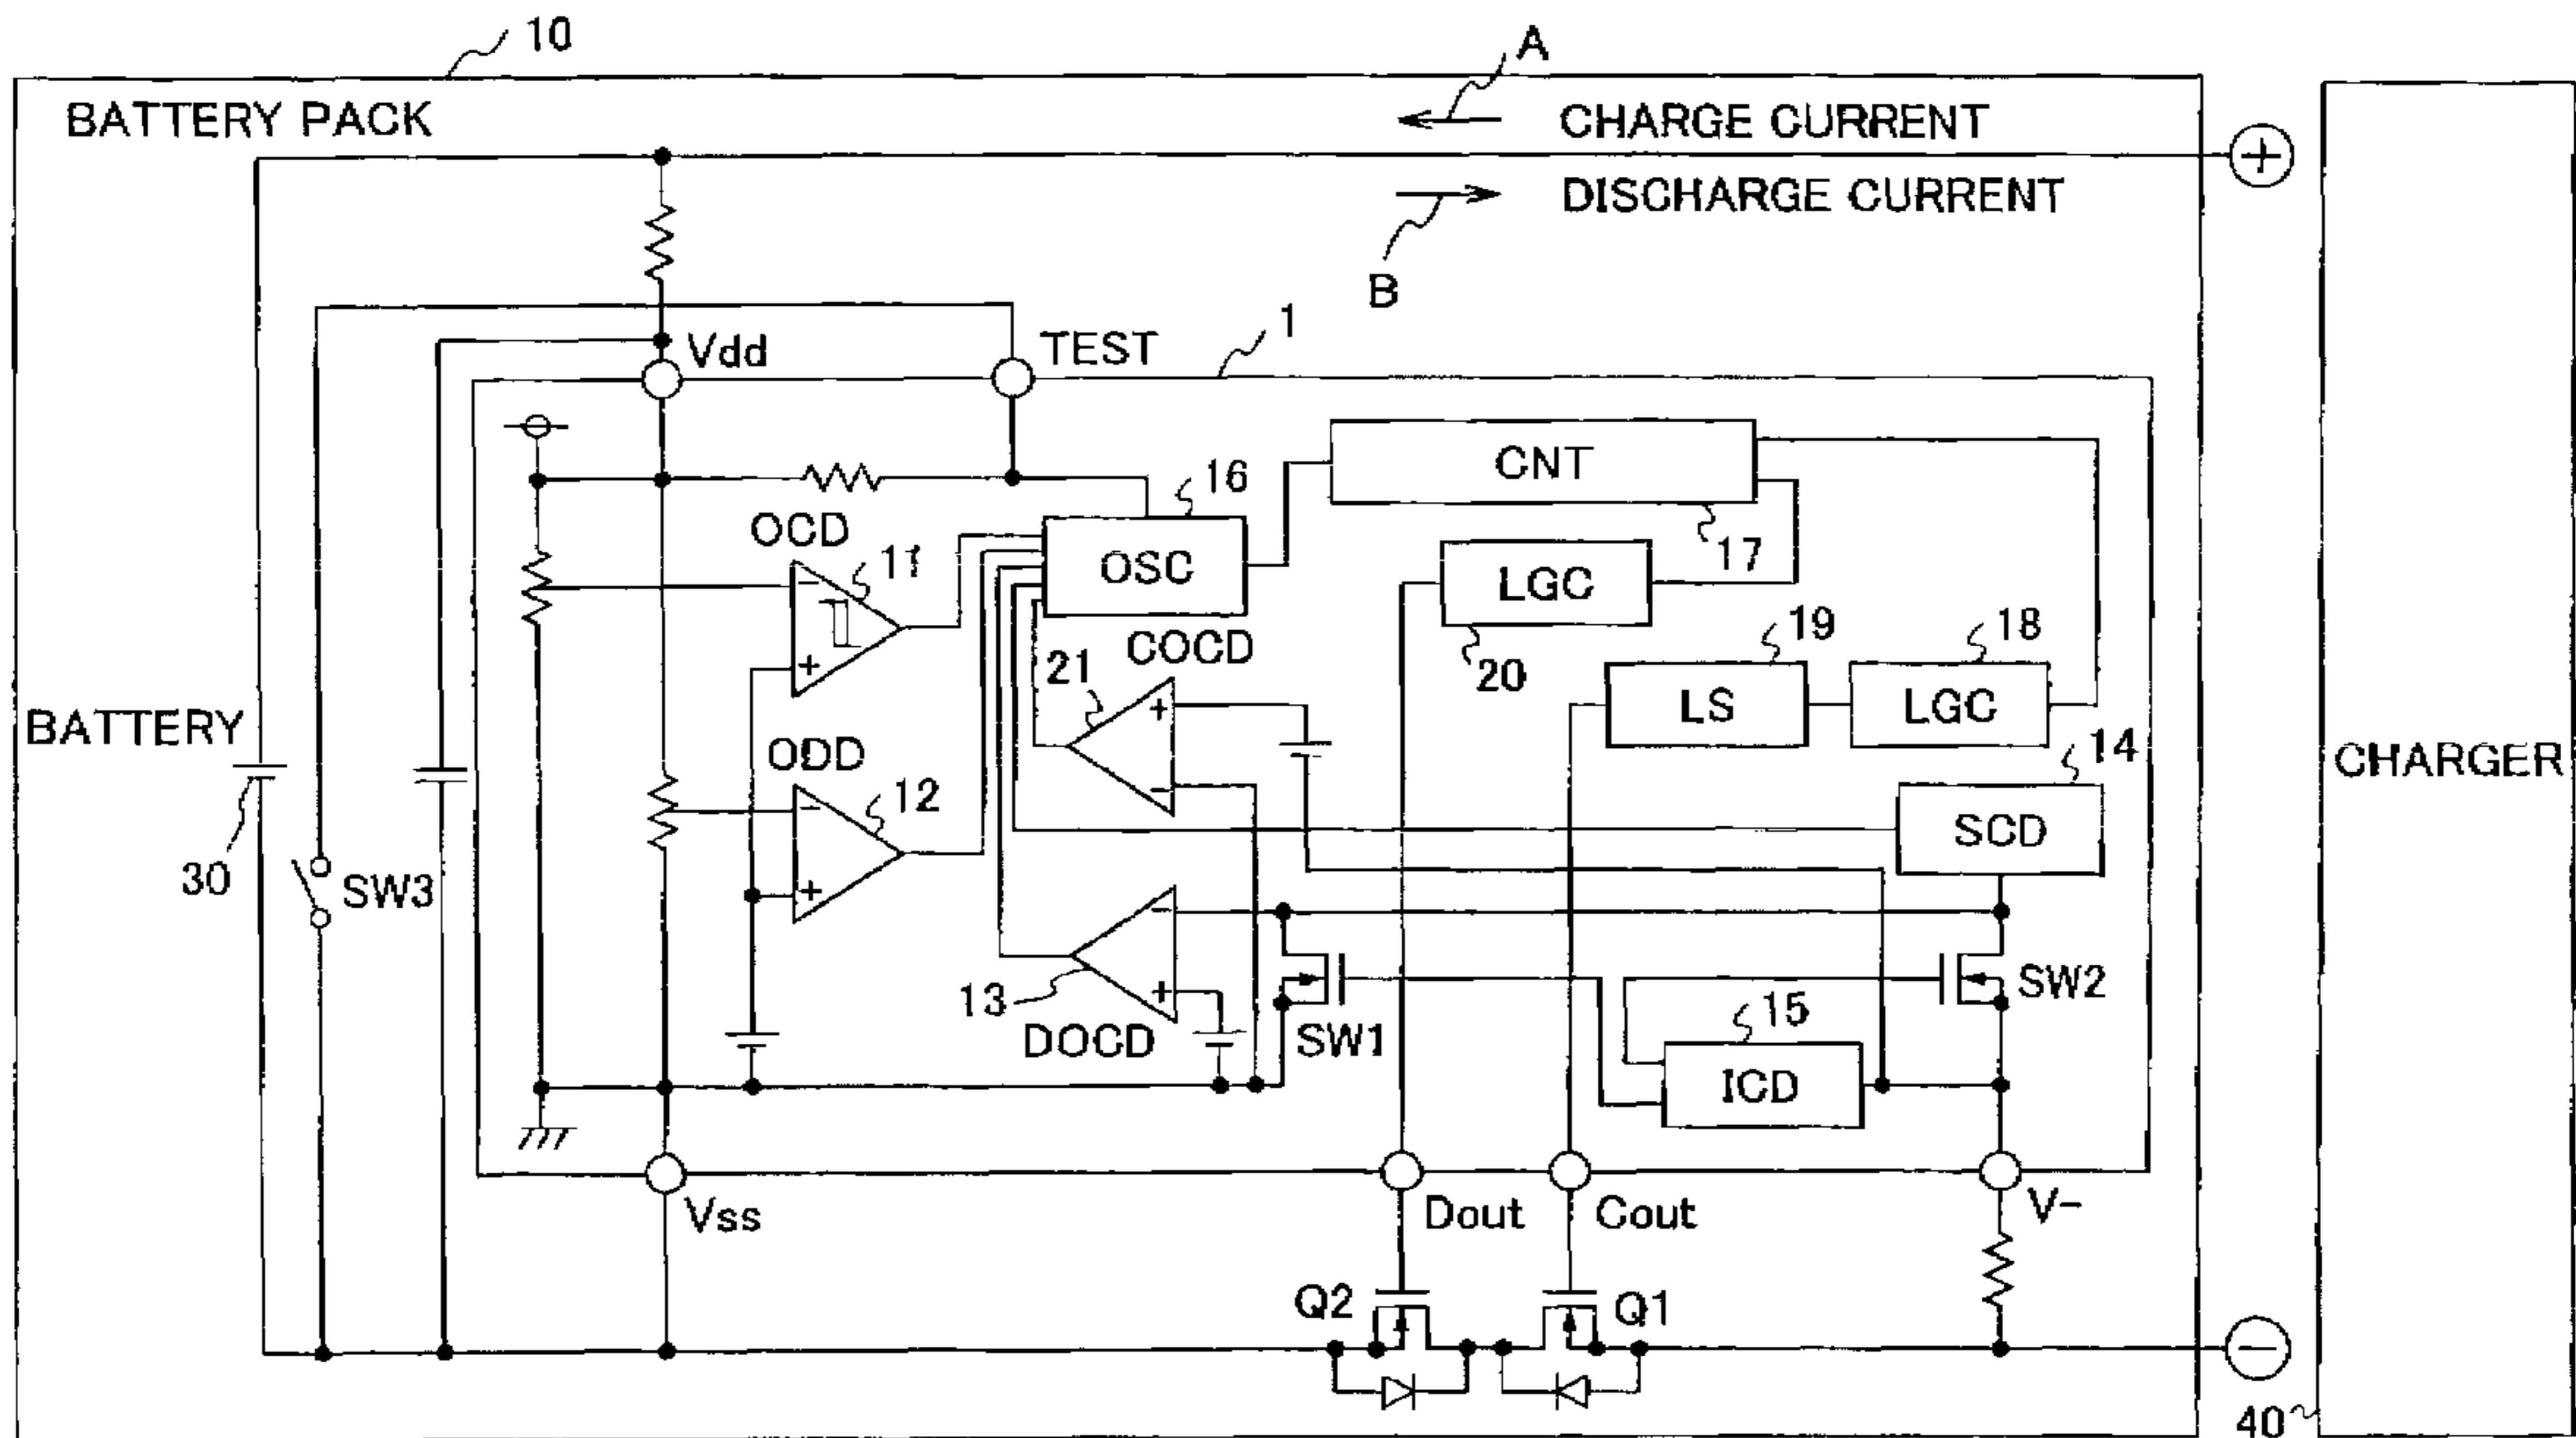 10
A
BATTERY PACK
CHARGE CURRENT
+
DISCHARGE CURRENT
B
1
Vdd
TEST
CNT
16
17
OCD
11
−
+
OSC
LGC
20
COCD
19
18
21
+
−
LS
LGC
BATTERY
ODD
12
−
+
14
SCD
CHARGER
30
SW3
−
+
13
DOCD
SW1
SW2
15
ICD
Vss
Dout
Cout
V-
Q2
Q1
−
40